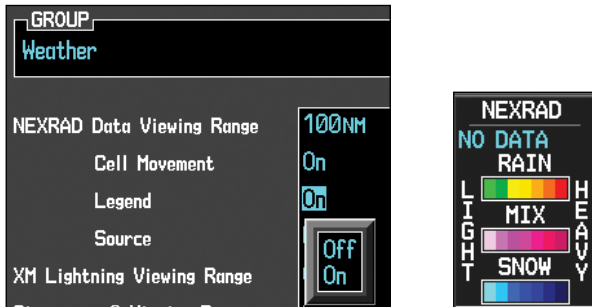 GROUP
Weather
NEXRAD Data Viewing Range 100NM
Cell Movement On
Legend On
Source
Off
On
XM Lightning Viewing Range
NEXRAD
NO DATA
RAIN
LIGHT
HEAVY
MIX
SNOW